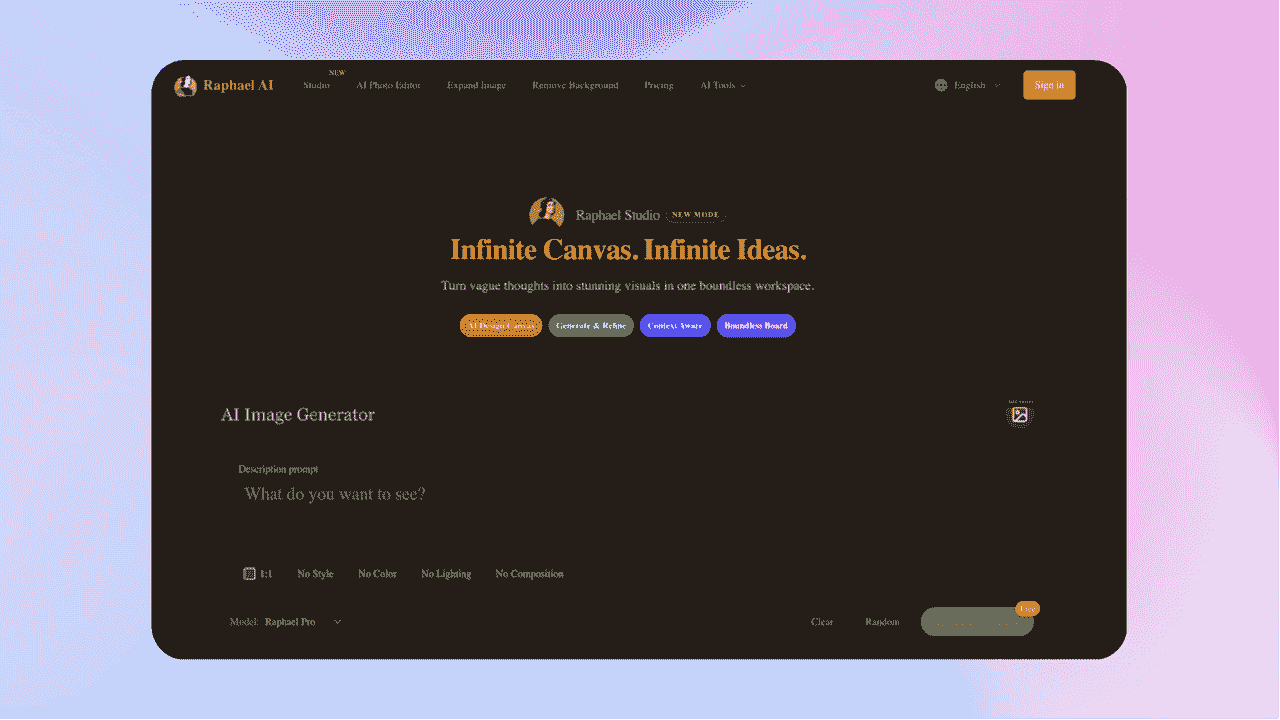 NEW
Raphael AI Studio AI Photo Editor Expand Image Remove Background Pricing AI Tools English Sign in
Raphael Studio NEW MODE
Infinite Canvas. Infinite Ideas.
Turn vague thoughts into stunning visuals in one boundless workspace.
AI Design Canvas Generate & Refine Context Aware Boundless Board
AI Image Generator
Description prompt
What do you want to see?
1:1 No Style No Color No Lighting No Composition
Free
Model: Raphael Pro Clear Random